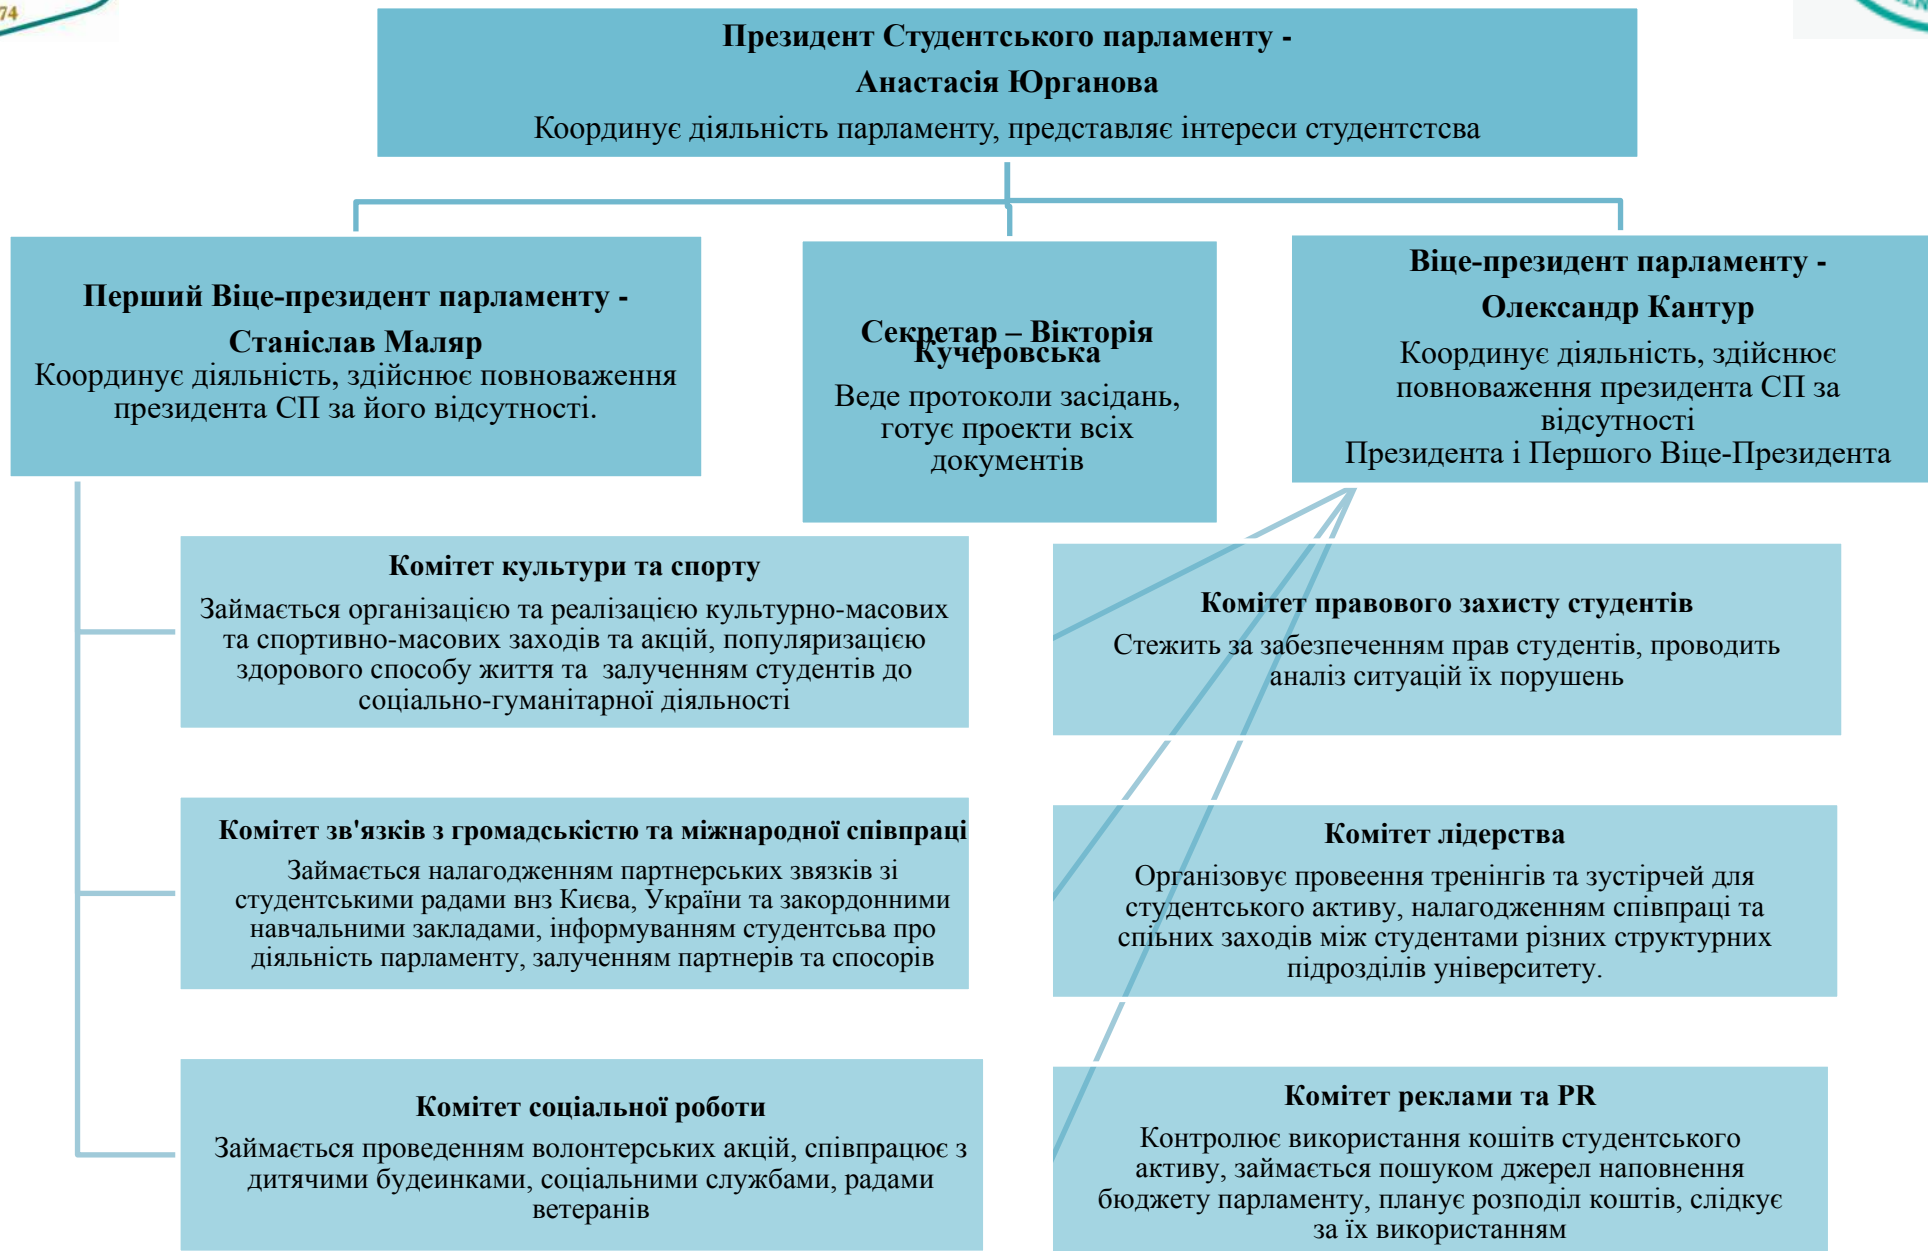 74
Президент Студентського парламенту -
Анастасія Юрганова
Координує діяльність парламенту, представляє інтереси студентстсва
Перший Віце-президент парламенту -
Станіслав Маляр
Координує діяльність, здійснює повноваження
президента СП за його відсутності.
Секретар – Вікторія
Кучеровська
Веде протоколи засідань,
готує проекти всіх
документів
Віце-президент парламенту -
Олександр Кантур
Координує діяльність, здійснює
повноваження президента СП за
відсутності
Президента і Першого Віце-Президента
Комітет культури та спорту
Займається організацією та реалізацією культурно-масових
та спортивно-масових заходів та акцій, популяризацією
здорового способу життя та залученням студентів до
соціально-гуманітарної діяльності
Комітет правового захисту студентів
Стежить за забезпеченням прав студентів, проводить
аналіз ситуацій їх порушень
Комітет зв'язків з громадськістю та міжнародної співпраці
Займається налагодженням партнерських звязків зі
студентськими радами внз Києва, України та закордонними
навчальними закладами, інформуванням студентсьва про
діяльність парламенту, залученням партнерів та спосорів
Комітет лідерства
Організовує провеення тренінгів та зустірчей для
студентського активу, налагодженням співпраці та
спіьних заходів між студентами різних структурних
підрозділів університету.
Комітет соціальної роботи
Займається проведенням волонтерських акцій, співпрацює з
дитячими будеинками, соціальними службами, радами
ветеранів
Комітет реклами та PR
Контролює використання кошітв студентського
активу, займається пошуком джерел наповнення
бюджету парламенту, планує розподіл коштів, слідкує
за їх використанням